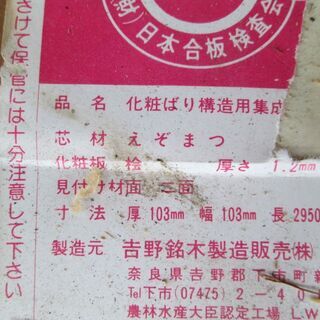 (財)日本合板検査会
品 名 化粧ばり構造用集成
芯 材 えぞまつ
化粧板 桧 厚さ 1.2mm
見付け材面 二面
寸 法 厚103mm 幅103mm 長2950
製造元 吉野銘木製造販売(株)
奈良県吉野郡下市町新
Tel下市(07475)2-40
農林水産大臣認定工場 L.W
さけて保
管には十分注意して下さい